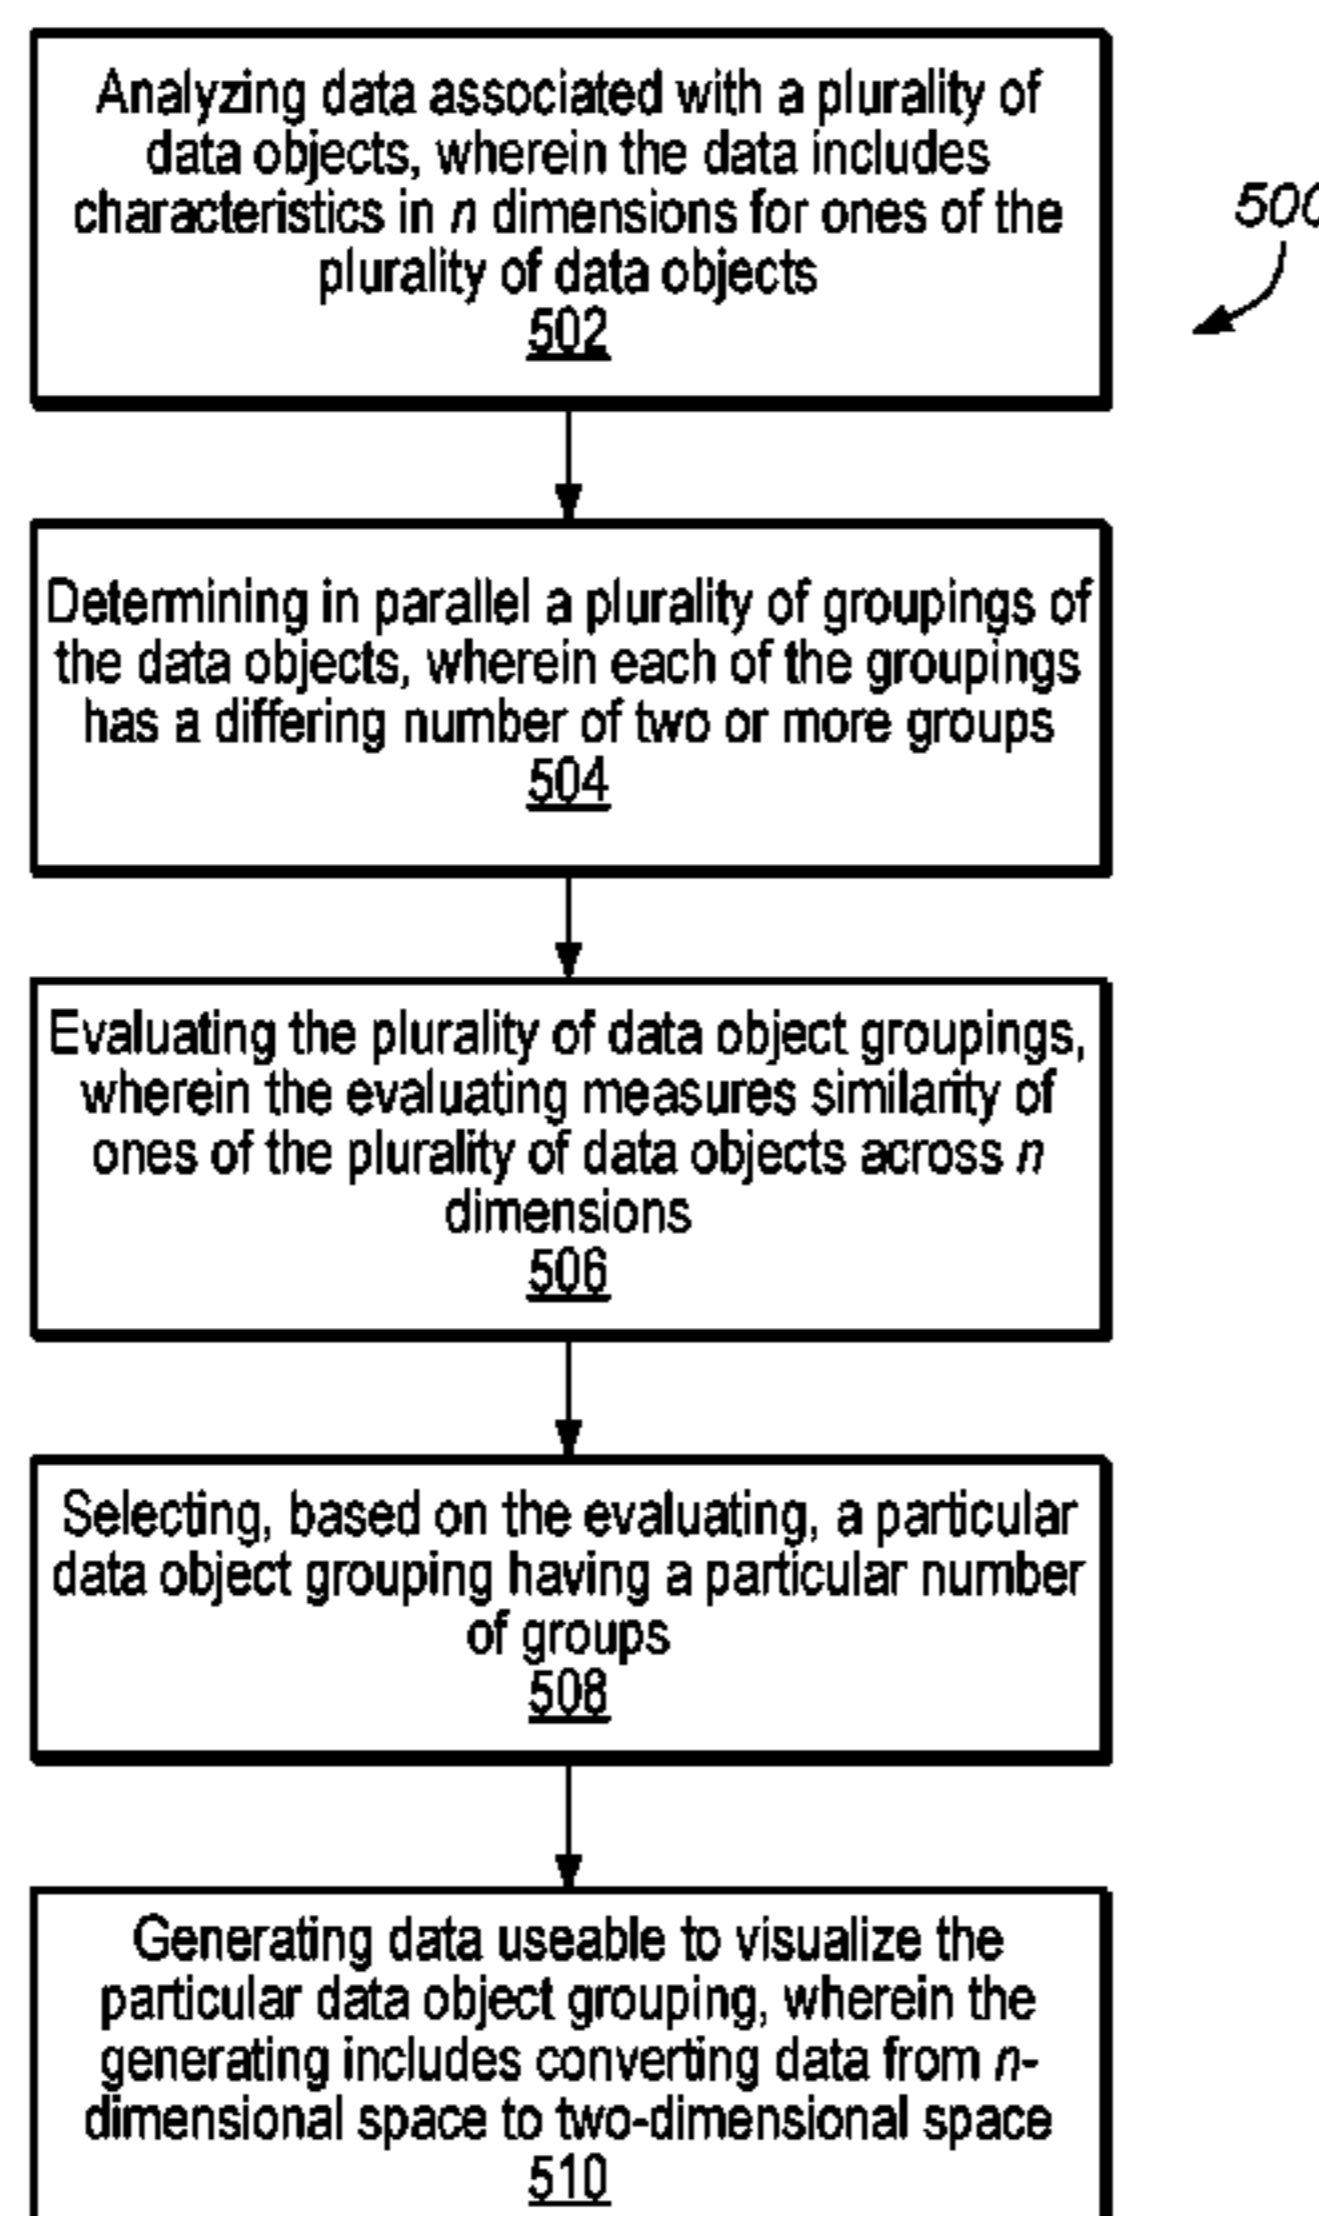 Analyzing data associated with a plurality of
data objects, wherein the data includes
characteristics in n dimensions for ones of the
plurality of data objects
502
500
Determining in parallel a plurality of groupings of
the data objects, wherein each of the groupings
has a differing number of two or more groups
504
Evaluating the plurality of data object groupings,
wherein the evaluating measures similarity of
ones of the plurality of data objects across n
dimensions
506
Selecting, based on the evaluating, a particular
data object grouping having a particular number
of groups
508
Generating data useable to visualize the
particular data object grouping, wherein the
generating includes converting data from n-
dimensional space to two-dimensional space
510